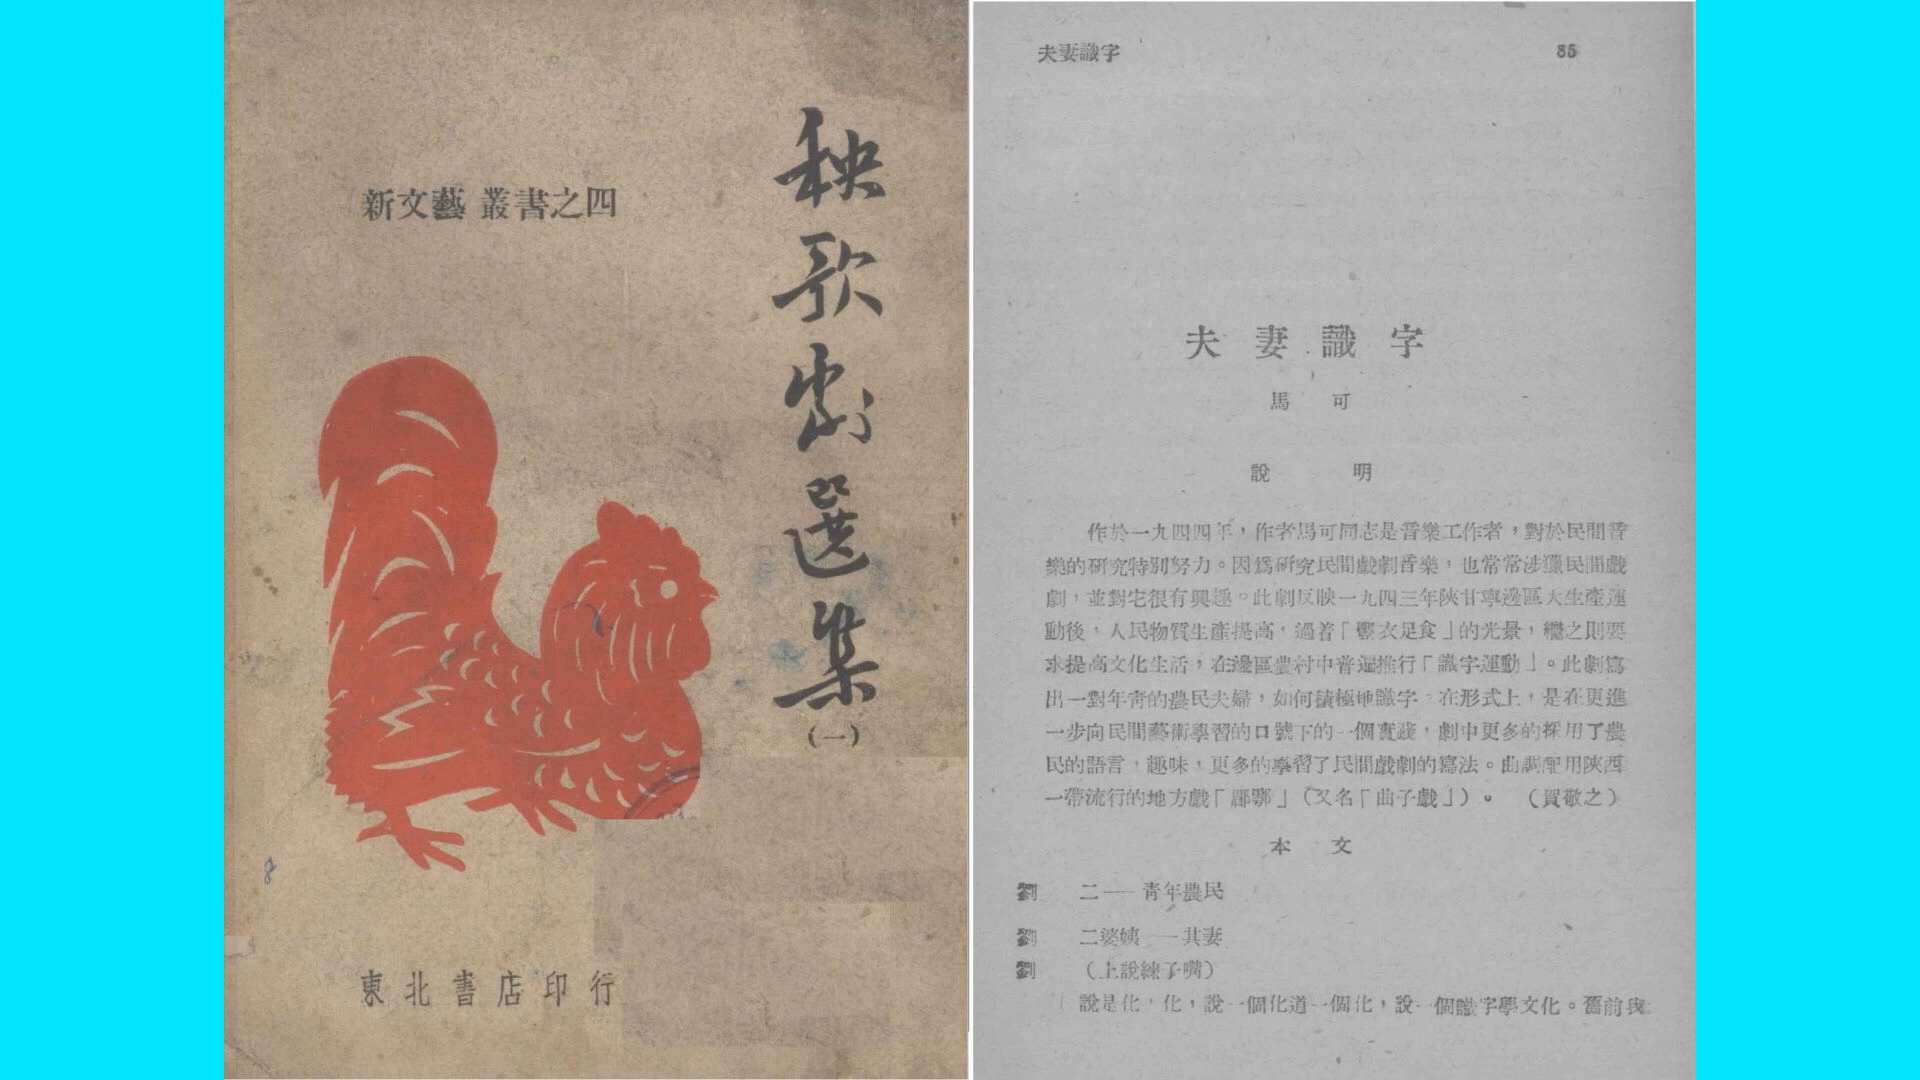 新文藝 叢書之四
秧歌劇選集
(一)
東北書店印行
8
夫妻識字
85
夫妻識字
馬可
說明
作於一九四四年，作者馬可同志是音樂工作者，對於民間音
樂的研究特別努力。因爲研究民間戲劇音樂，也常常涉獵民間戲
劇，並對它很有興趣。此劇反映一九四三年陝甘寧邊區大生產運
動後，人民物質生產提高，過着「豐衣足食」的光景，繼之則要
求提高文化生活，在邊區農村中普遍推行「識字運動」。此劇寫
出一對年靑的農民夫婦，如何積極地識字。在形式上，是在更進
一步向民間藝術學習的口號下的一個實踐，劇中更多的採用了農
民的語言，趣味，更多的學習了民間戲劇的寫法。曲調配用陝西
一帶流行的地方戲「郿鄠」（又名「曲子戲」）。（賀敬之）
本文
劉 二——靑年農民
劉 二婆姨——其妻
劉 （上說練子嘴）
說是化，化，說一個化道一個化，說一個識字學文化。舊前我